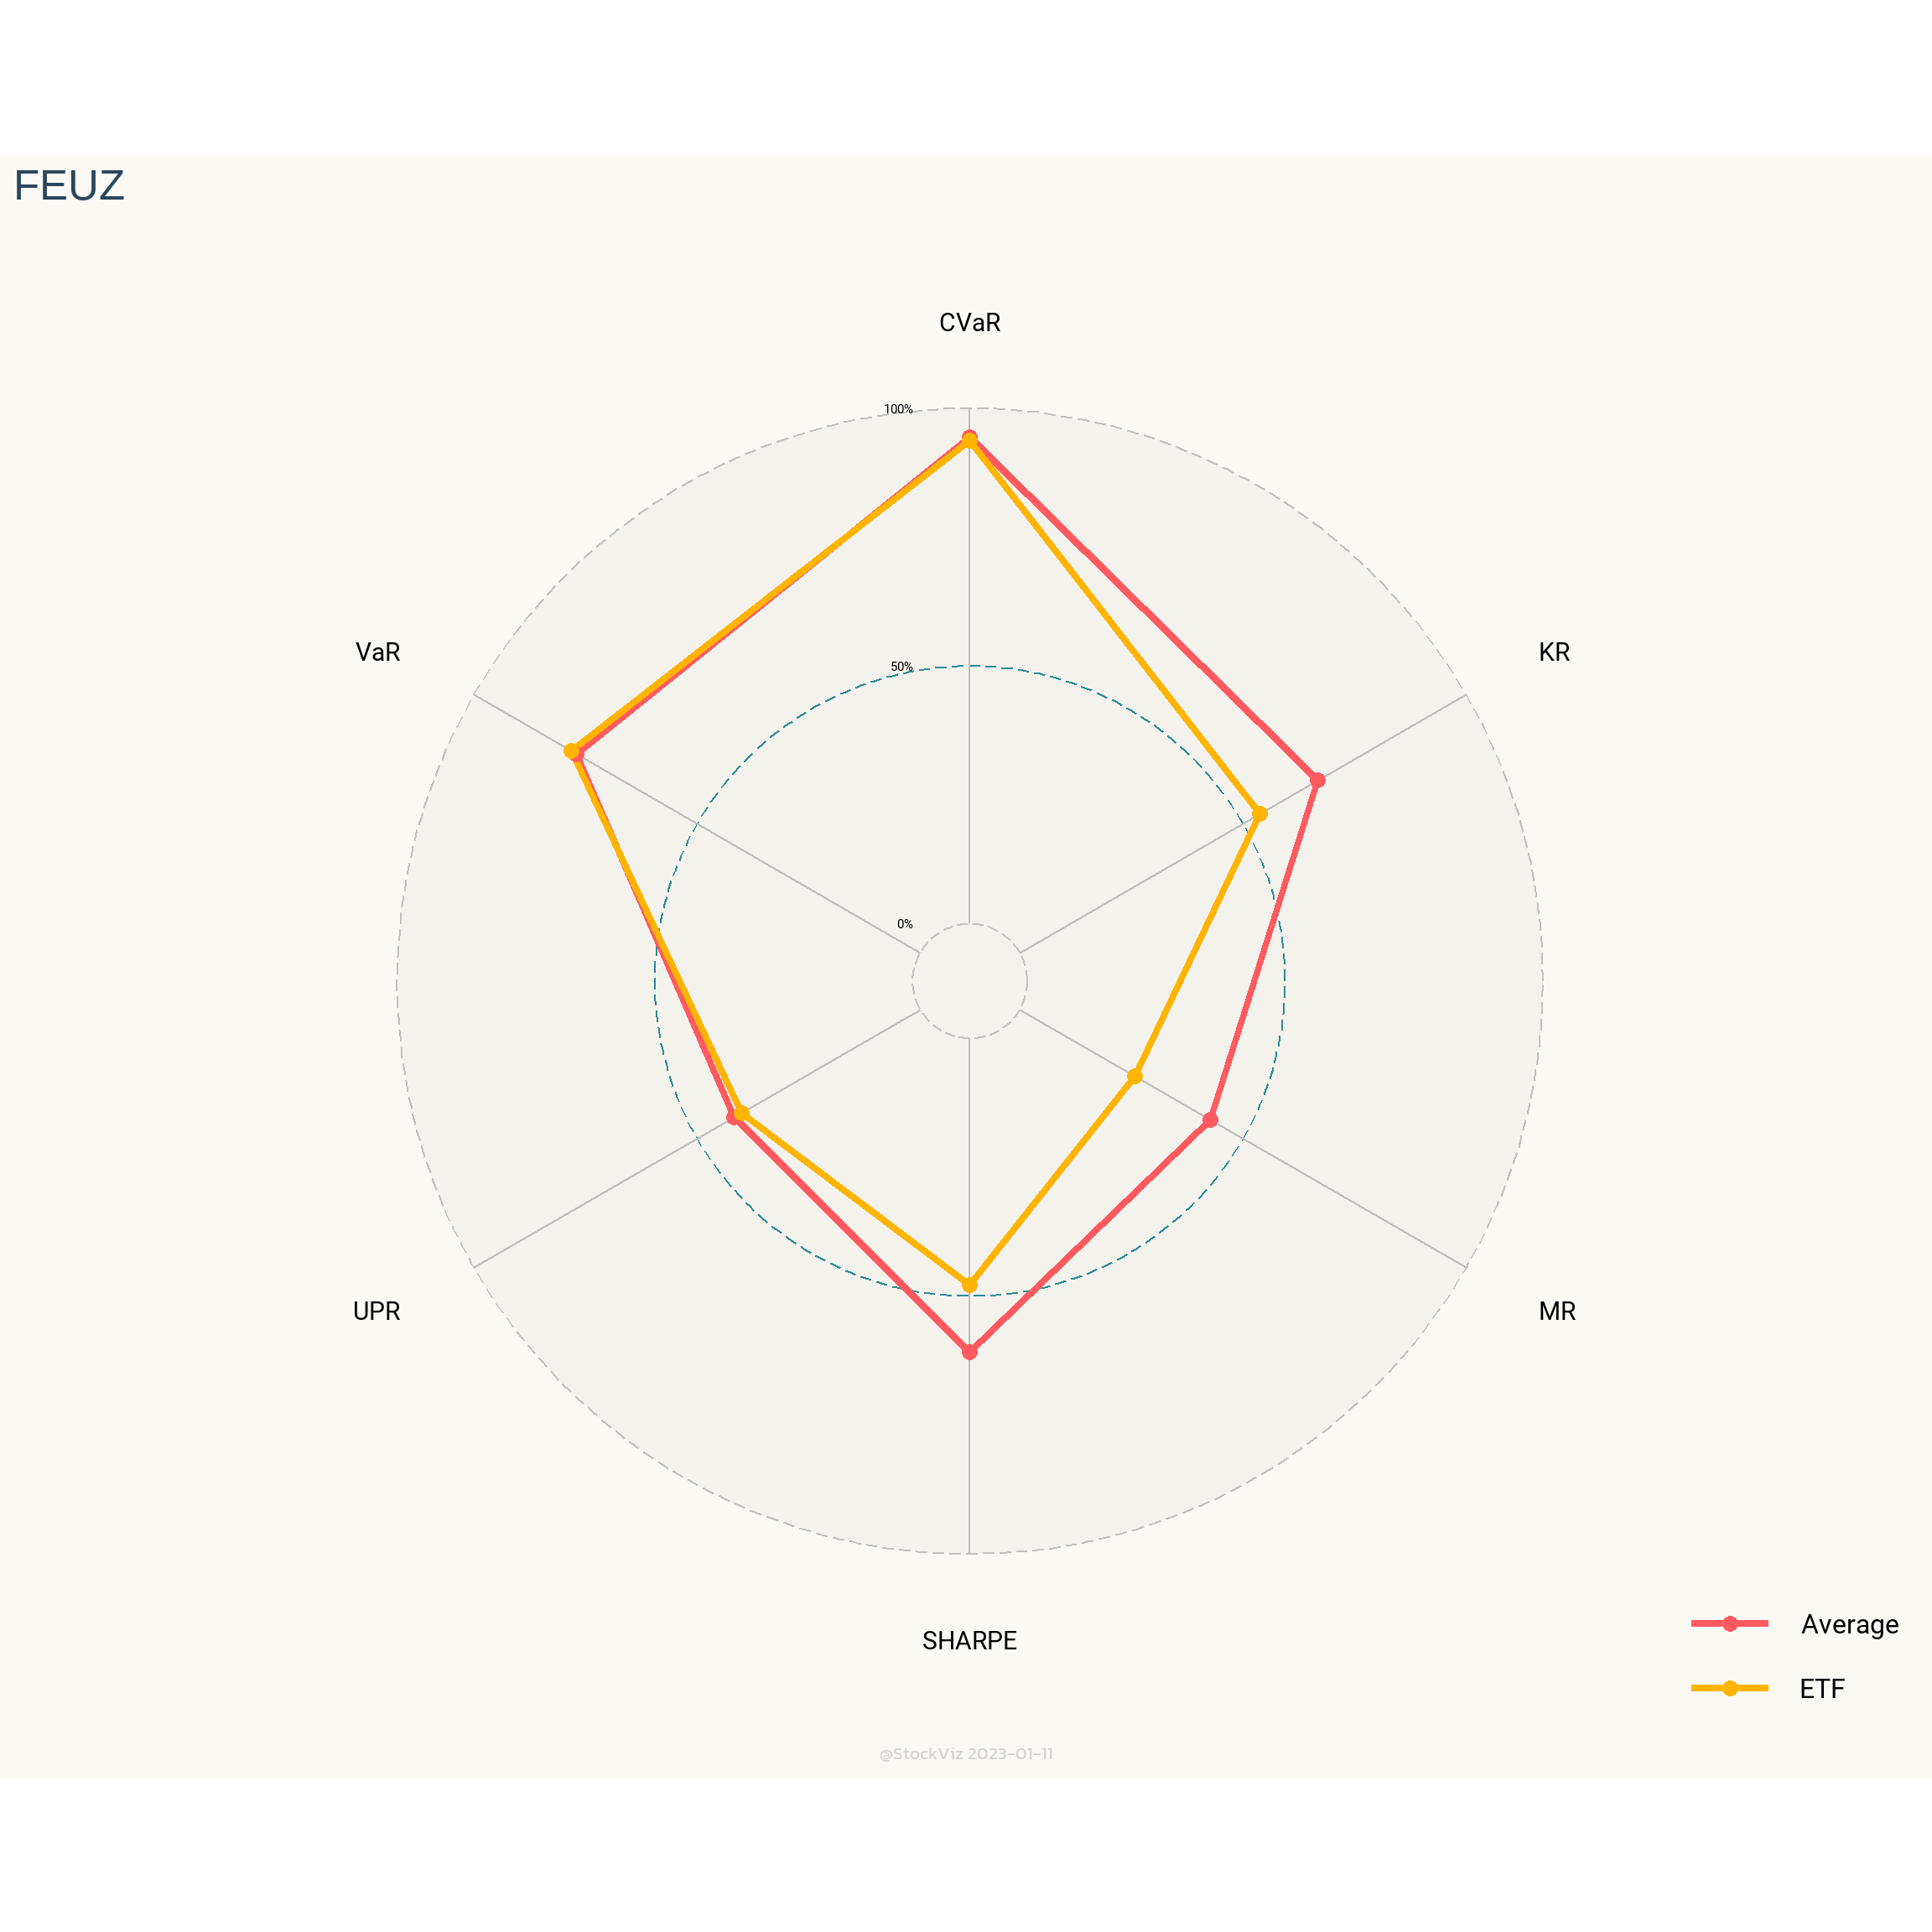 FEUZ
CVaR
100%
KR
VaR
50%
0%
UPR
MR
SHARPE
Average
ETF
@StockViz 2023-01-11